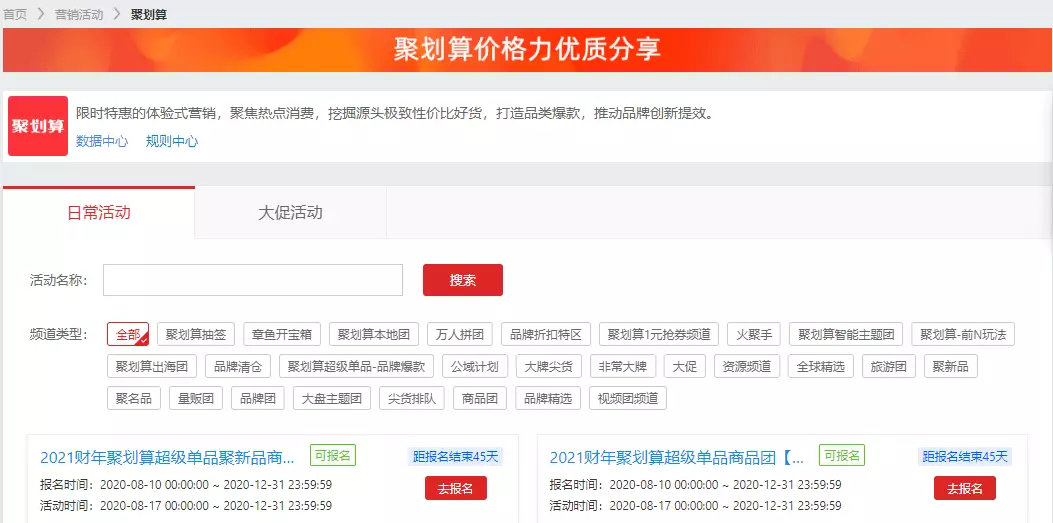 首页 > 营销活动 > 聚划算
聚划算价格力优质分享
聚划算
限时特惠的体验式营销，聚焦热点消费，挖掘源头极致性价比好货，打造品类爆款，推动品牌创新提效。
数据中心 规则中心
日常活动 大促活动
活动名称： 搜索
频道类型： 全部 聚划算抽签 章鱼开宝箱 聚划算本地团 万人拼团 品牌折扣特区 聚划算1元抢券频道 火聚手 聚划算智能主题团 聚划算-前N玩法
聚划算出海团 品牌清仓 聚划算超级单品-品牌爆款 公域计划 大牌尖货 非常大牌 大促 资源频道 全球精选 旅游团 聚新品
聚名品 量贩团 品牌团 大盘主题团 尖货排队 商品团 品牌精选 视频团频道
2021财年聚划算超级单品聚新品商... 可报名 距报名结束45天 2021财年聚划算超级单品商品团【... 可报名 距报名结束45天
报名时间：2020-08-10 00:00:00 ~ 2020-12-31 23:59:59 去报名 报名时间：2020-08-10 00:00:00 ~ 2020-12-31 23:59:59 去报名
活动时间：2020-08-17 00:00:00 ~ 2020-12-31 23:59:59 活动时间：2020-08-17 00:00:00 ~ 2020-12-31 23:59:59